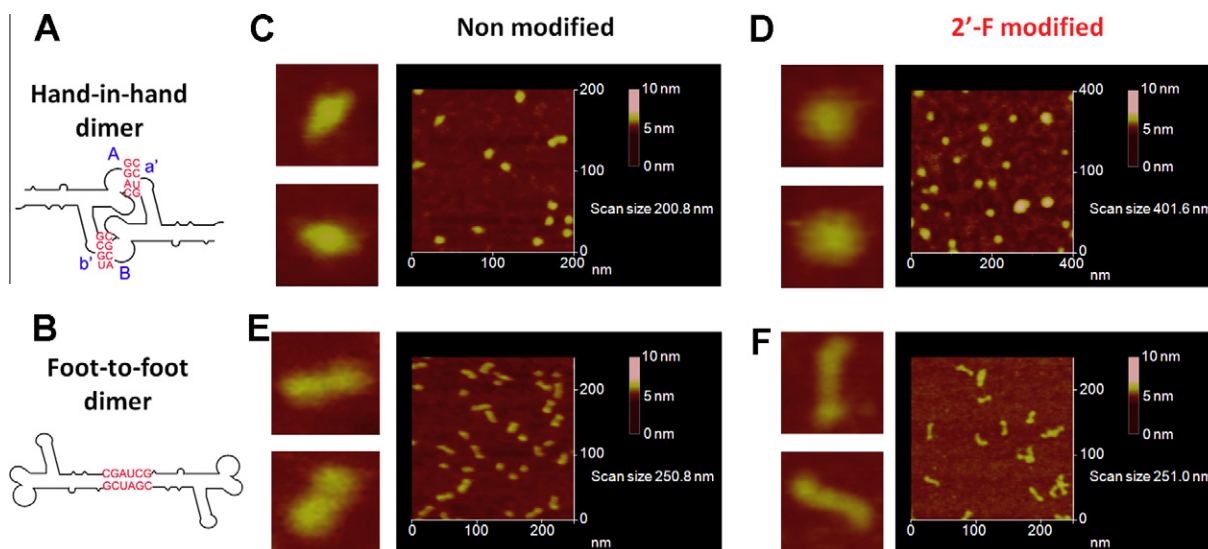 A
Hand-in-hand
dimer
A
a'
GC
GC
AU
CG
GC
CG
GC
UA
b'
B
B
Foot-to-foot
dimer
CGAUCG
GCUAGC
C
Non modified
200
100
0
0
100
200
nm
10 nm
5 nm
0 nm
Scan size 200.8 nm
D
2'-F modified
400
200
0
0
200
400
nm
10 nm
5 nm
0 nm
Scan size 401.6 nm
E
200
100
0
0
100
200
nm
10 nm
5 nm
0 nm
Scan size 250.8 nm
F
200
100
0
0
100
200
nm
10 nm
5 nm
0 nm
Scan size 251.0 nm